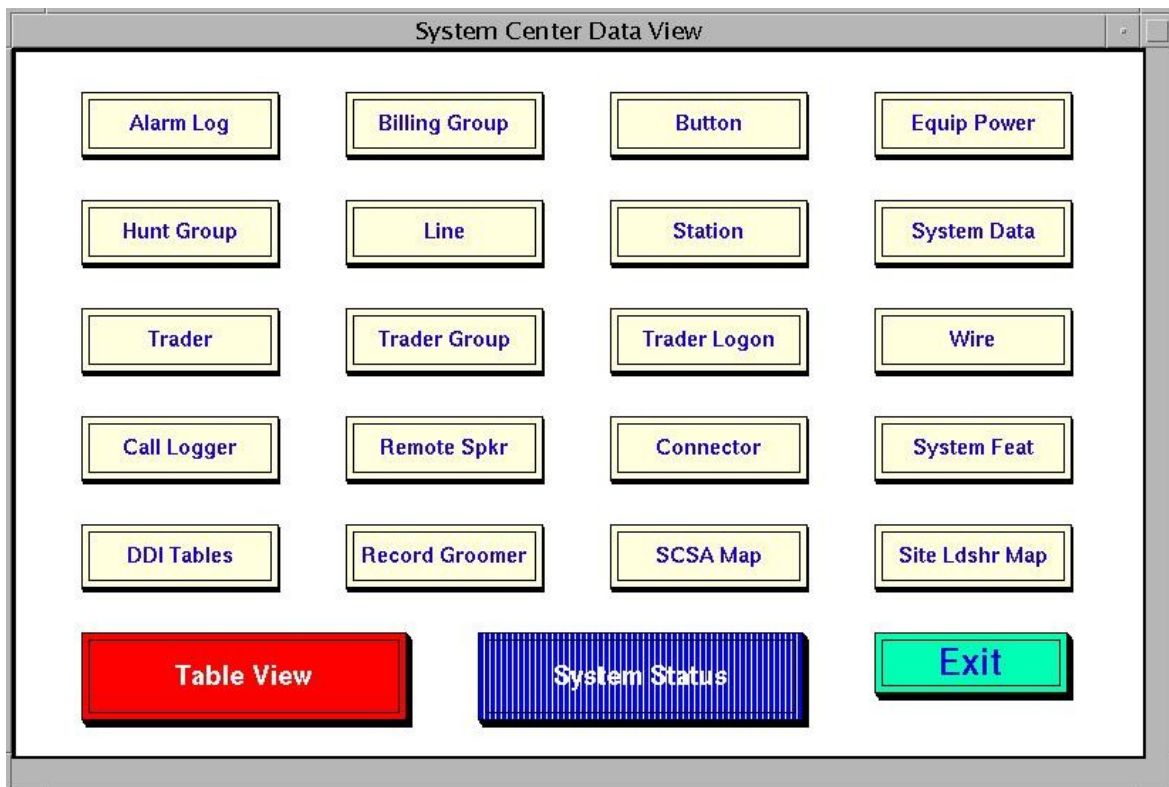 System Center Data View
Alarm Log
Billing Group
Button
Equip Power
Hunt Group
Line
Station
System Data
Trader
Trader Group
Trader Logon
Wire
Call Logger
Remote Spkr
Connector
System Feat
DDI Tables
Record Groomer
SCSA Map
Site Ldshr Map
Table View
System Status
Exit